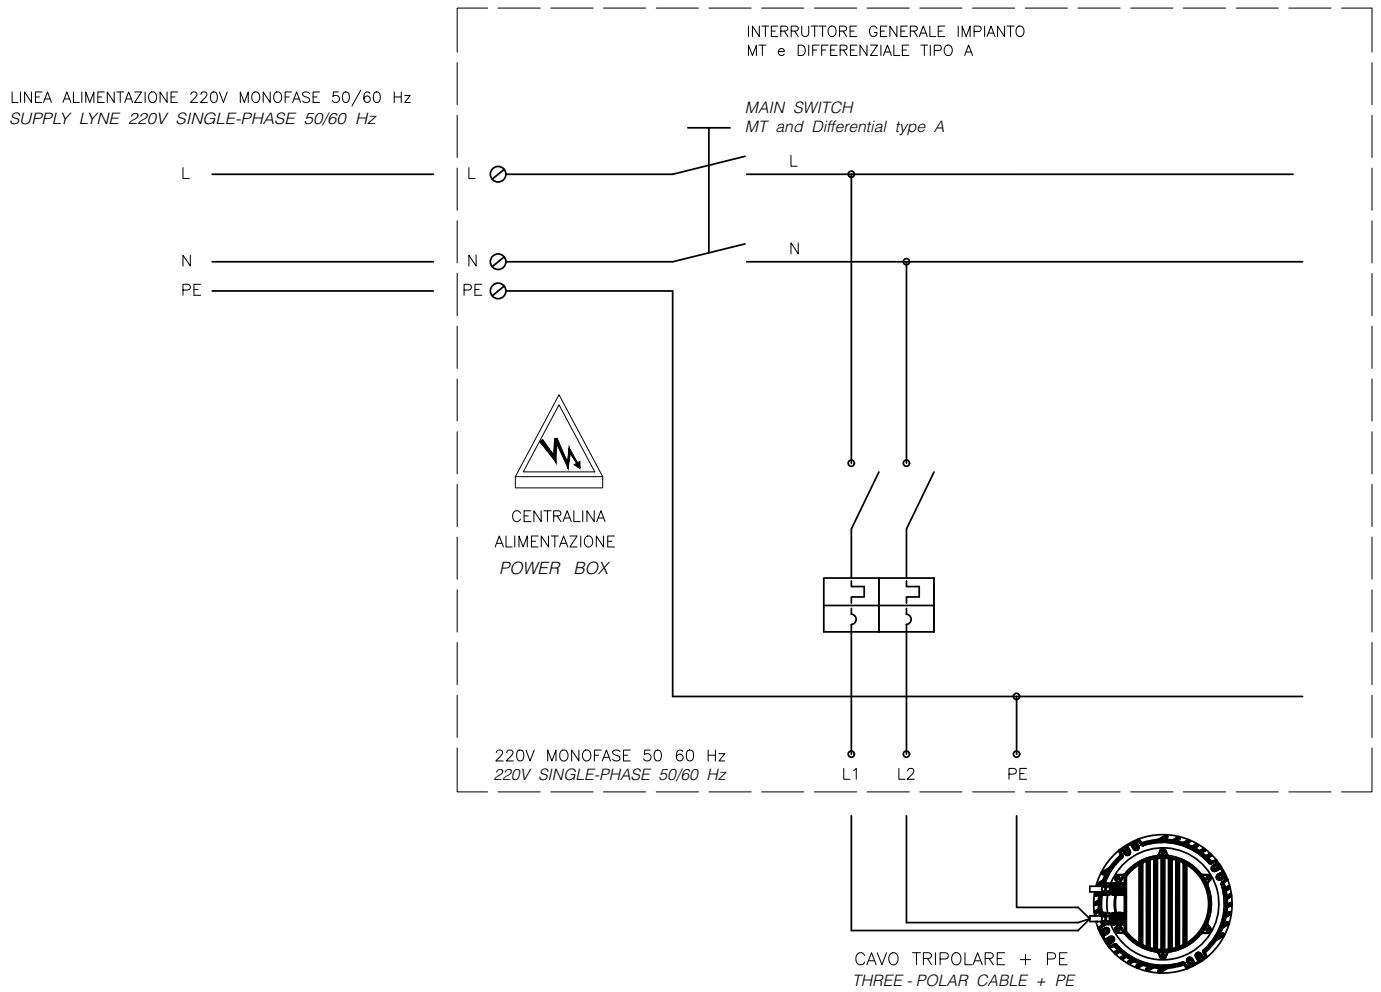 INTERRUTTORE GENERALE IMPIANTO
MT e DIFFERENZIALE TIPO A
LINEA ALIMENTAZIONE 220V MONOFASE 50/60 Hz
SUPPLY LYNE 220V SINGLE-PHASE 50/60 Hz
MAIN SWITCH
MT and Differential type A
L
L
L
N
N
N
PE
PE
CENTRALINA
ALIMENTAZIONE
POWER BOX
220V MONOFASE 50 60 Hz
220V SINGLE-PHASE 50/60 Hz
L1
L2
PE
CAVO TRIPOLARE + PE
THREE - POLAR CABLE + PE